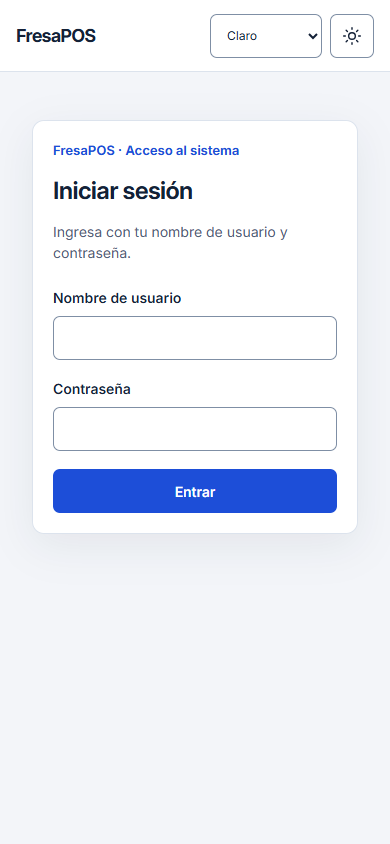 FresaPOS
Claro
FresaPOS · Acceso al sistema
Iniciar sesión
Ingresa con tu nombre de usuario y
contraseña.
Nombre de usuario
Contraseña
Entrar